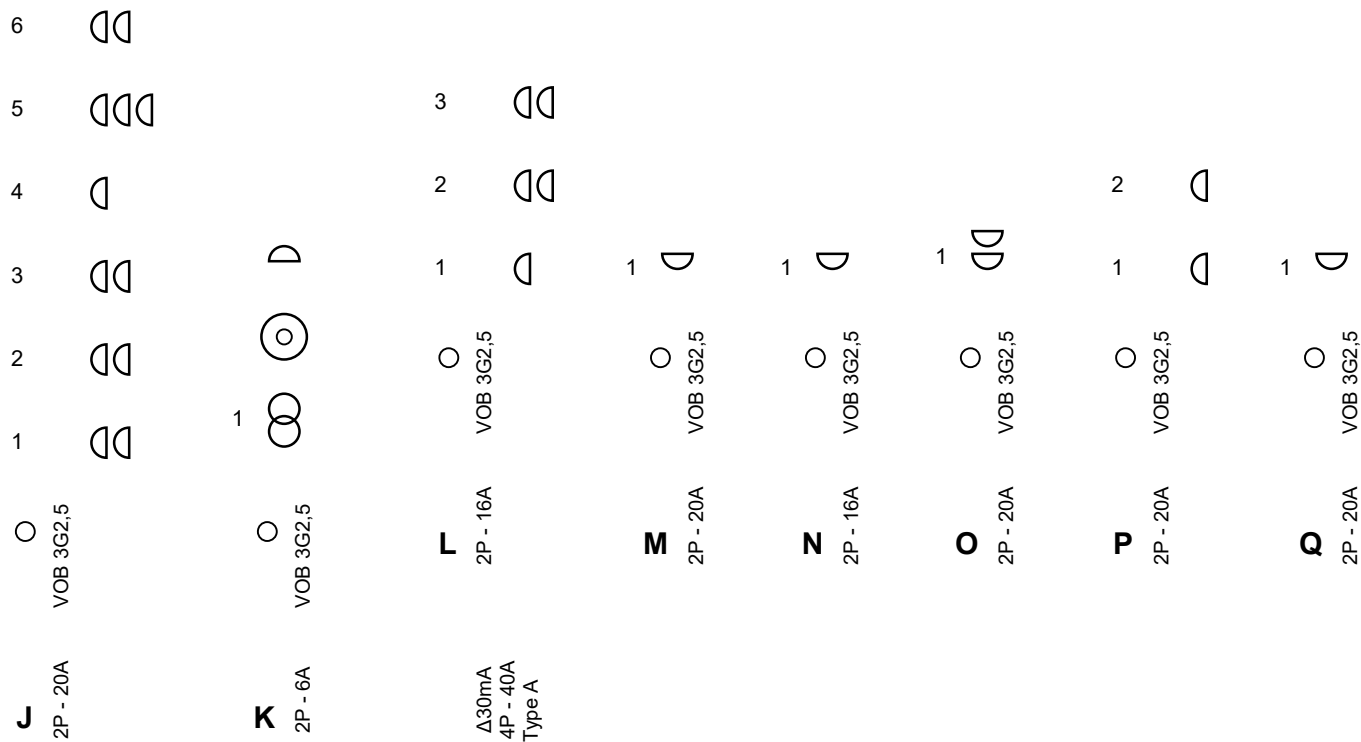 6
5
4
3
2
1
VOB 3G2,5
2P - 20A
J
1
VOB 3G2,5
2P - 6A
K
3
2
1
VOB 3G2,5
2P - 16A
L
Δ30mA
4P - 40A
Type A
1
VOB 3G2,5
2P - 20A
M
1
VOB 3G2,5
2P - 16A
N
1
VOB 3G2,5
2P - 20A
O
2
1
VOB 3G2,5
2P - 20A
P
1
VOB 3G2,5
2P - 20A
Q